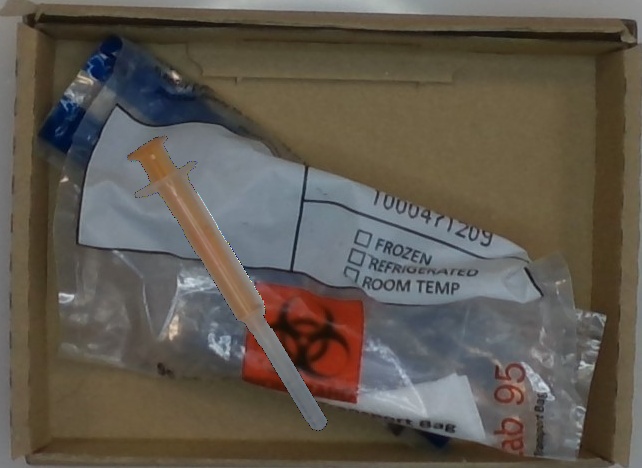 1000471209
FROZEN
REFRIGERATED
ROOM TEMP
ab 95
Bag